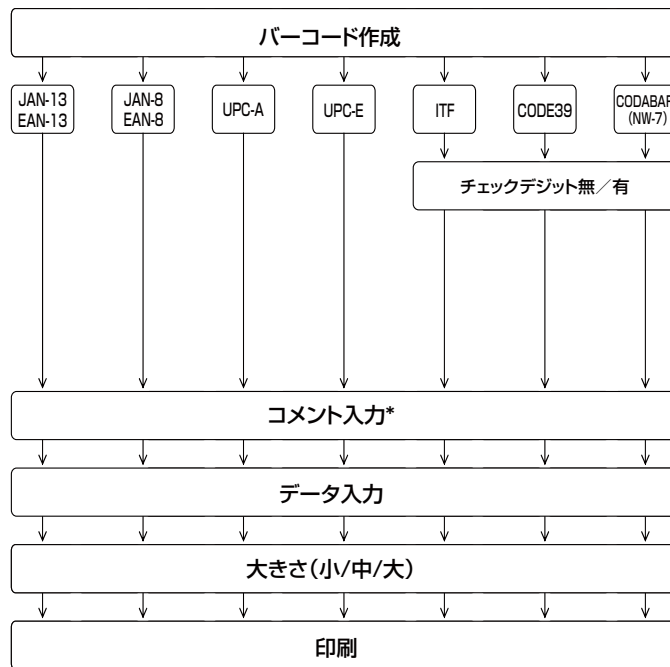 バーコード作成
JAN-13
EAN-13
JAN-8
EAN-8
UPC-A
UPC-E
ITF
CODE39
CODABAR
(NW-7)
チェックデジット無／有
コメント入力*
データ入力
大きさ(小/中/大)
印刷